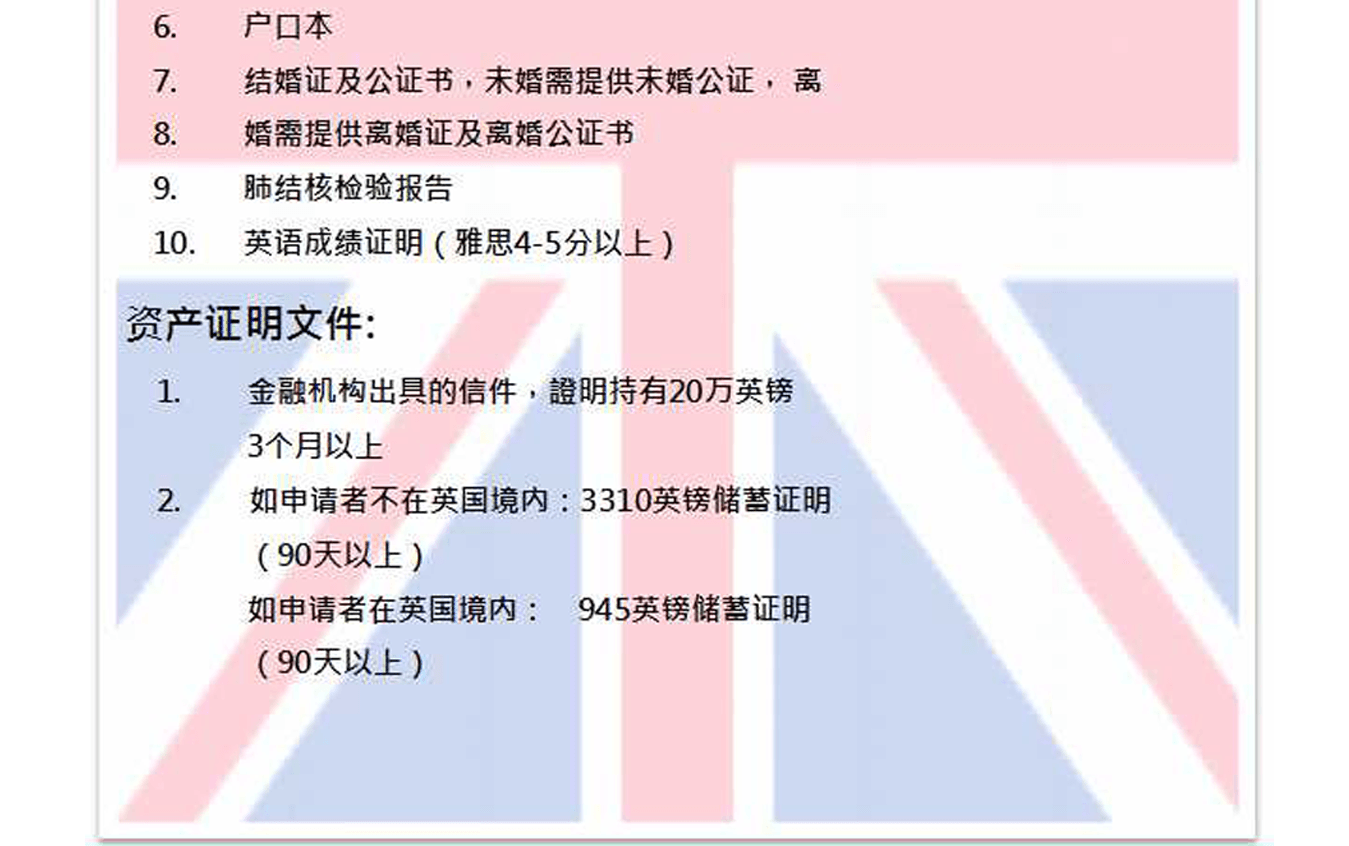 6. 户口本
7. 结婚证及公证书，未婚需提供未婚公证， 离
8. 婚需提供离婚证及离婚公证书
9. 肺结核检验报告
10. 英语成绩证明（雅思4-5分以上）
资产证明文件:
1. 金融机构出具的信件，證明持有20万英镑
3个月以上
2. 如申请者不在英国境内：3310英镑储蓄证明
（90天以上）
如申请者在英国境内： 945英镑储蓄证明
（90天以上）